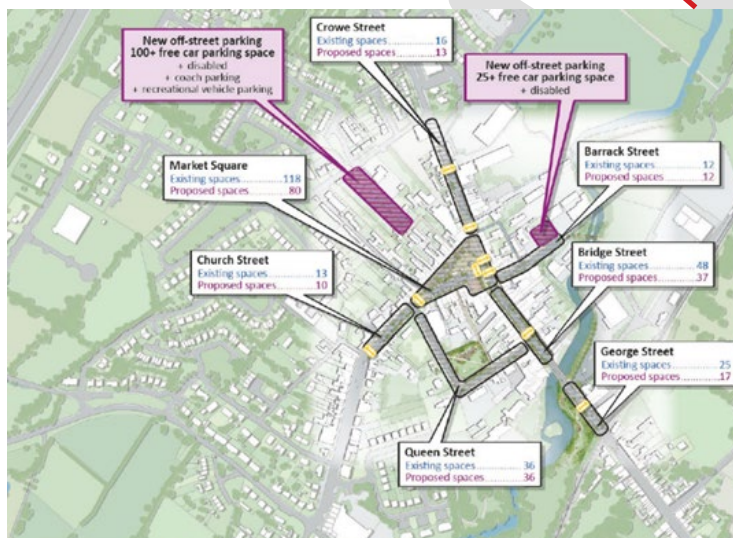 Crowe Street
Existing spaces 16
Proposed spaces 13
New off-street parking
100+ free car parking space
+ disabled
+ coach parking
+ recreational vehicle parking
New off-street parking
25+ free car parking space
+ disabled
Market Square
Existing spaces 118
Proposed spaces 80
Barrack Street
Existing spaces 12
Proposed spaces 12
Church Street
Existing spaces 13
Proposed spaces 10
Bridge Street
Existing spaces 48
Proposed spaces 37
George Street
Existing spaces 25
Proposed spaces 17
Queen Street
Existing spaces 36
Proposed spaces 36